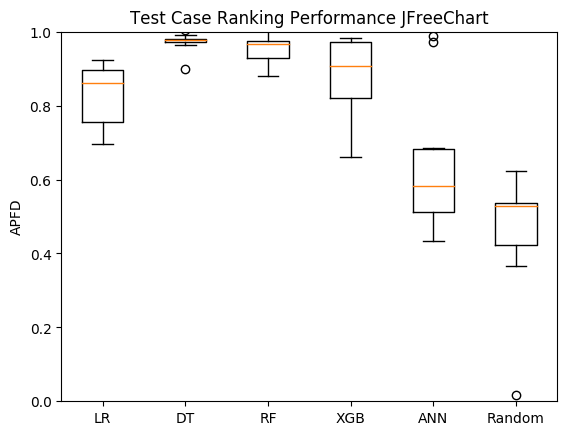 Test Case Ranking Performance JFreeChart
1.0
0.8
0.6
0.4
0.2
0.0
APFD
LR DT RF XGB ANN Random